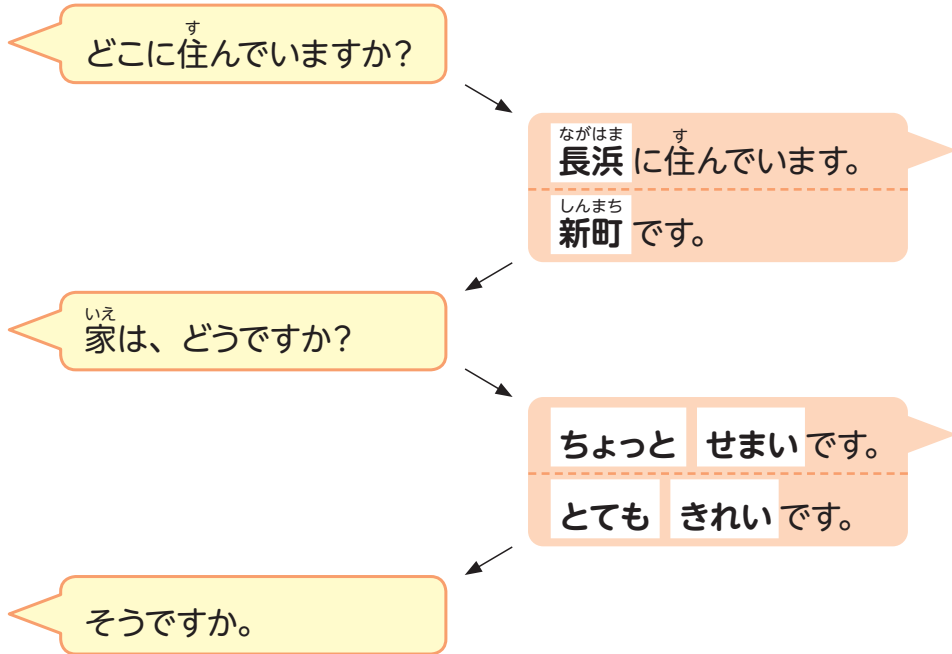 す
どこに住んでいますか?
ながはま す
長浜 に住んでいます。
しんまち
新町 です。
いえ
家は、どうですか?
ちょっと せまい です。
とても きれい です。
そうですか。